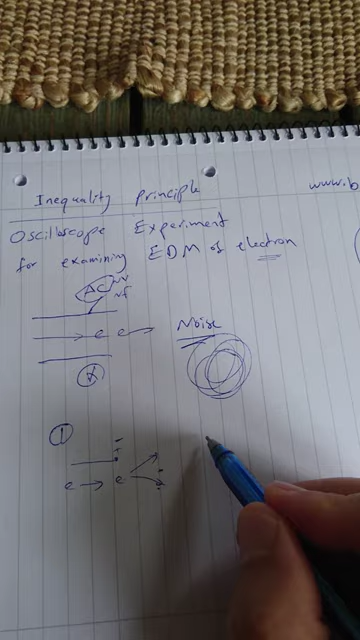 Inequality Principle
www.b
Oscilloscope Experiment
for examining EDM of electron
AC
e e
Noise
1
e → e